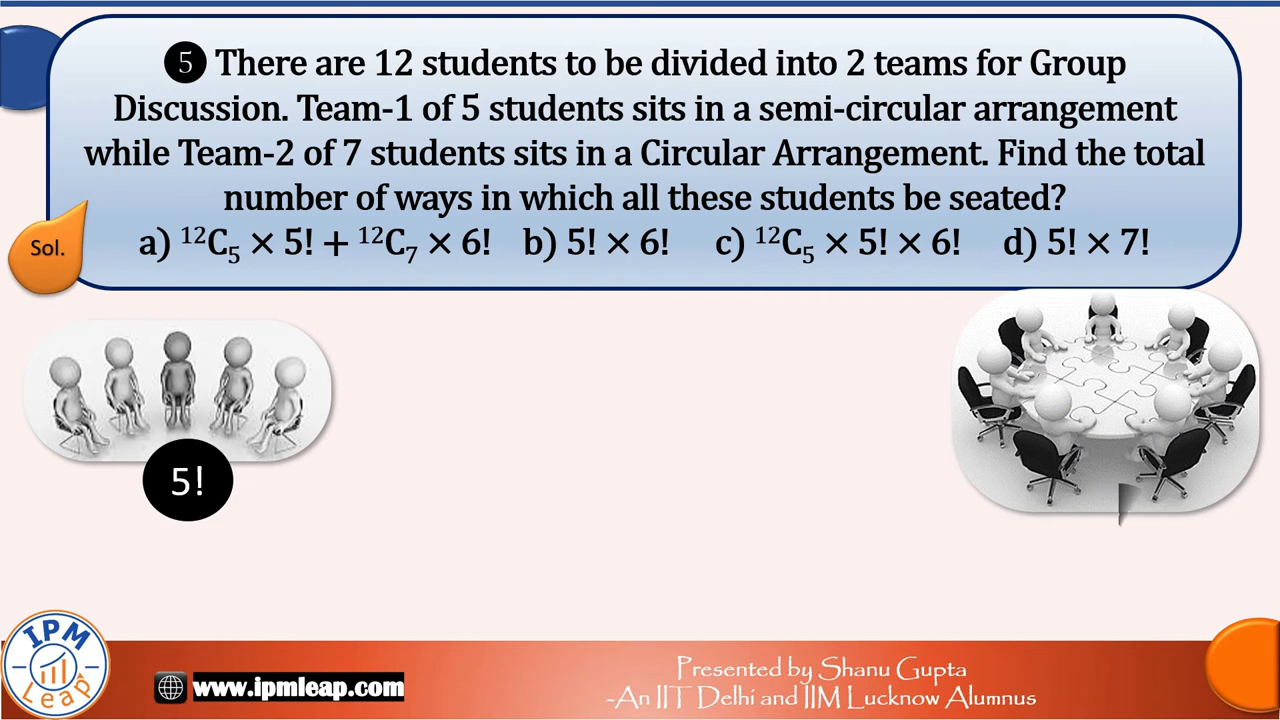 ❺ There are 12 students to be divided into 2 teams for Group
Discussion. Team-1 of 5 students sits in a semi-circular arrangement
while Team-2 of 7 students sits in a Circular Arrangement. Find the total
number of ways in which all these students be seated?
a) ¹²C₅ × 5! + ¹²C₇ × 6! b) 5! × 6! c) ¹²C₅ × 5! × 6! d) 5! × 7!
Sol.
5!
IPM
Leap
www.ipmleap.com
Presented by Shanu Gupta
-An IIT Delhi and IIM Lucknow Alumnus